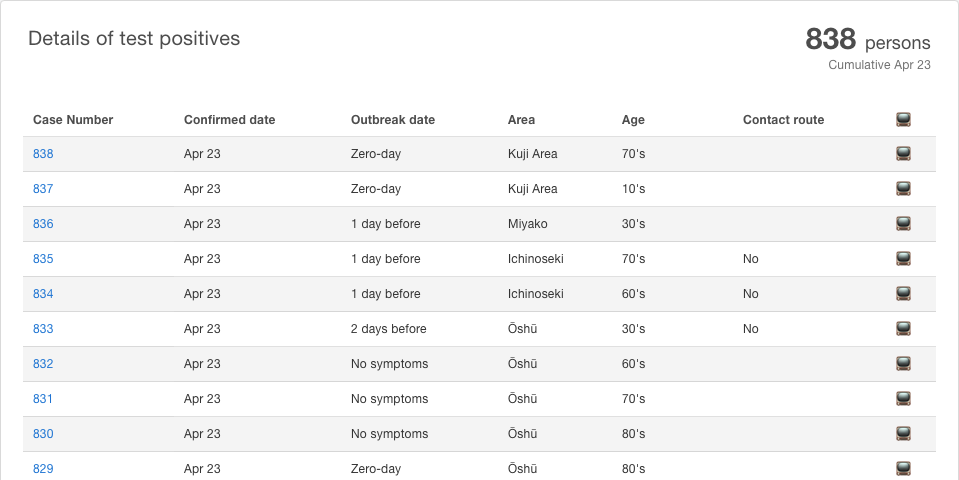 Details of test positives
838 persons
Cumulative Apr 23
Case Number Confirmed date Outbreak date Area Age Contact route
838 Apr 23 Zero-day Kuji Area 70's
837 Apr 23 Zero-day Kuji Area 10's
836 Apr 23 1 day before Miyako 30's
835 Apr 23 1 day before Ichinoseki 70's No
834 Apr 23 1 day before Ichinoseki 60's No
833 Apr 23 2 days before Ōshū 30's No
832 Apr 23 No symptoms Ōshū 60's
831 Apr 23 No symptoms Ōshū 70's
830 Apr 23 No symptoms Ōshū 80's
829 Apr 23 Zero-day Ōshū 80's